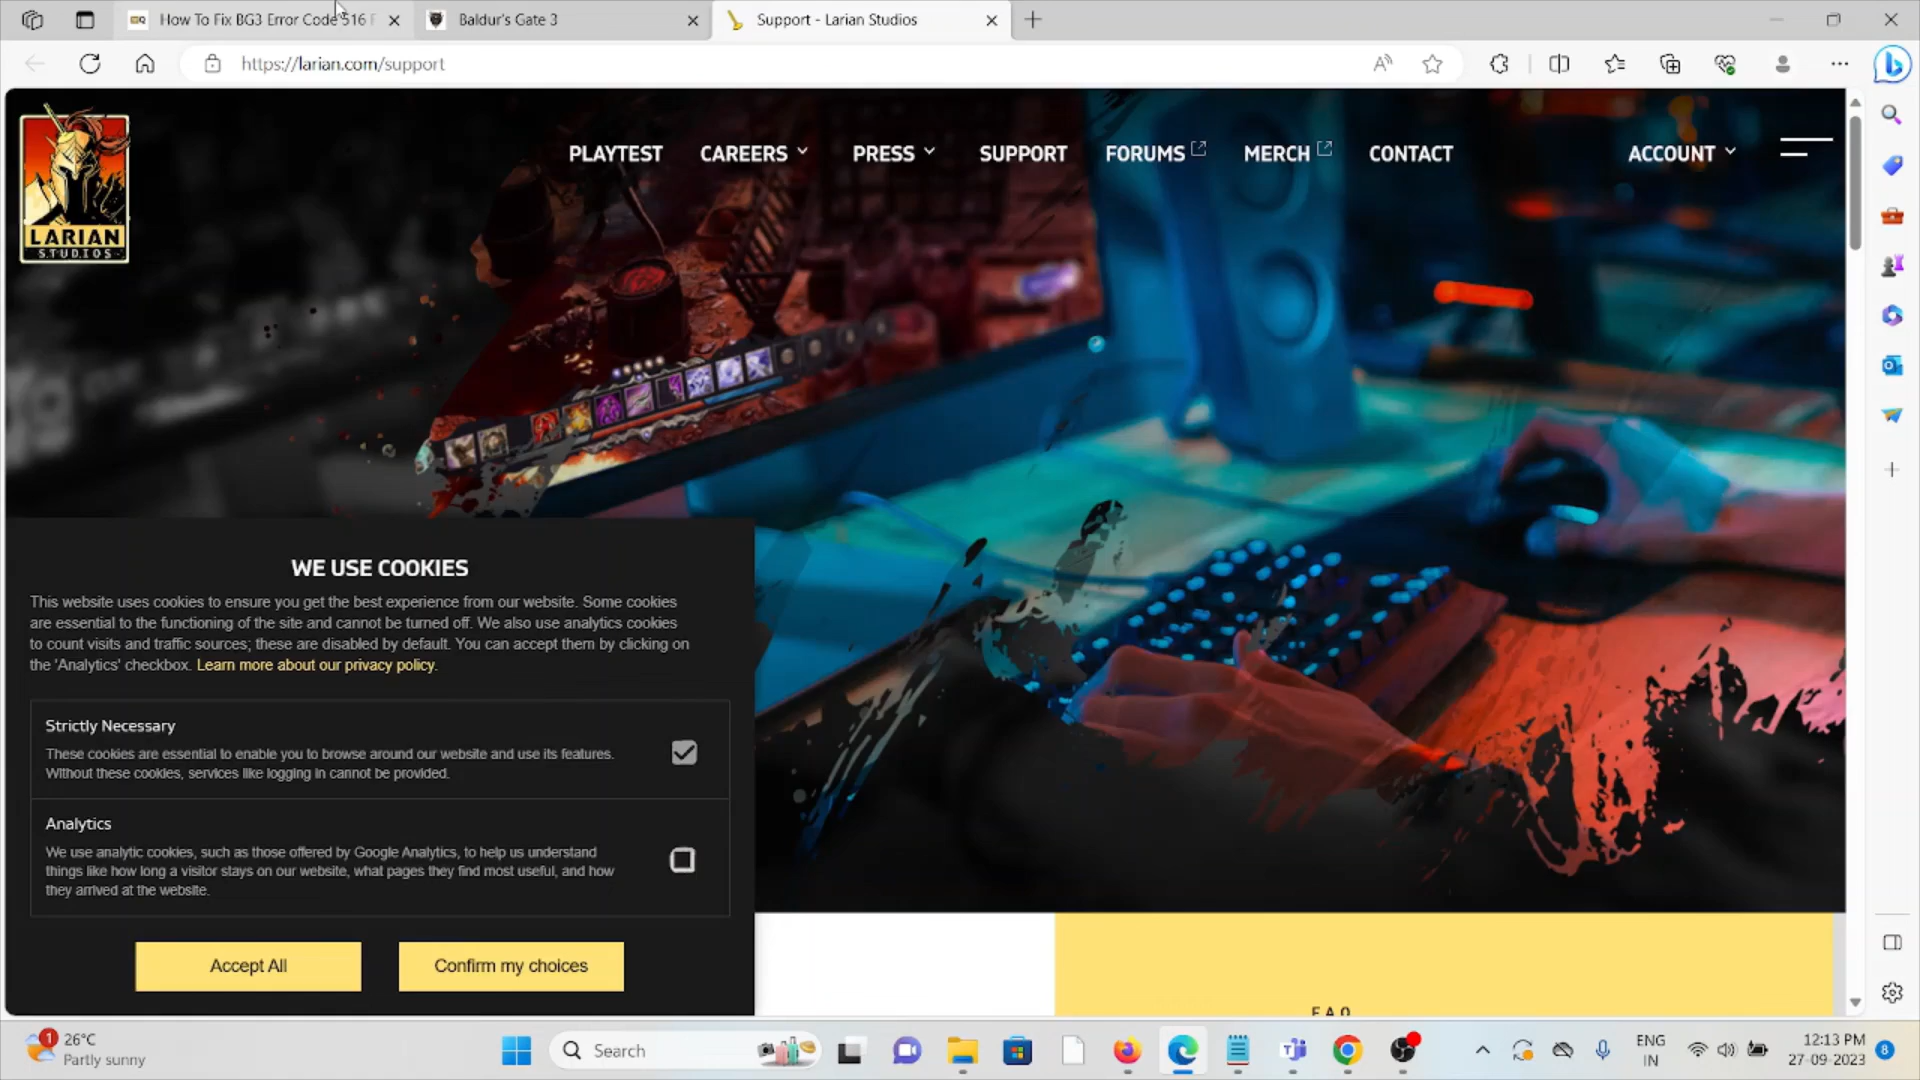 How To Fix BG3 Error Code 516
Baldur's Gate 3
Support - Larian Studios
https://larian.com/support
LARIAN
STUDIOS
PLAYTEST
CAREERS
PRESS
SUPPORT
FORUMS
MERCH
CONTACT
ACCOUNT
WE USE COOKIES
This website uses cookies to ensure you get the best experience from our website. Some cookies
are essential to the functioning of the site and cannot be turned off. We also use analytics cookies
to count visits and traffic sources; these are disabled by default. You can accept them by clicking on
the 'Analytics' checkbox. Learn more about our privacy policy.
Strictly Necessary
These cookies are essential to enable you to browse around our website and use its features.
Without these cookies, services like logging in cannot be provided.
Analytics
We use analytic cookies, such as those offered by Google Analytics, to help us understand
things like how long a visitor stays on our website, what pages they find most useful, and how
they arrived at the website.
Accept All
Confirm my choices
FAQ
1
26°C
Partly sunny
Search
ENG
IN
12:13 PM
27-09-2023
8